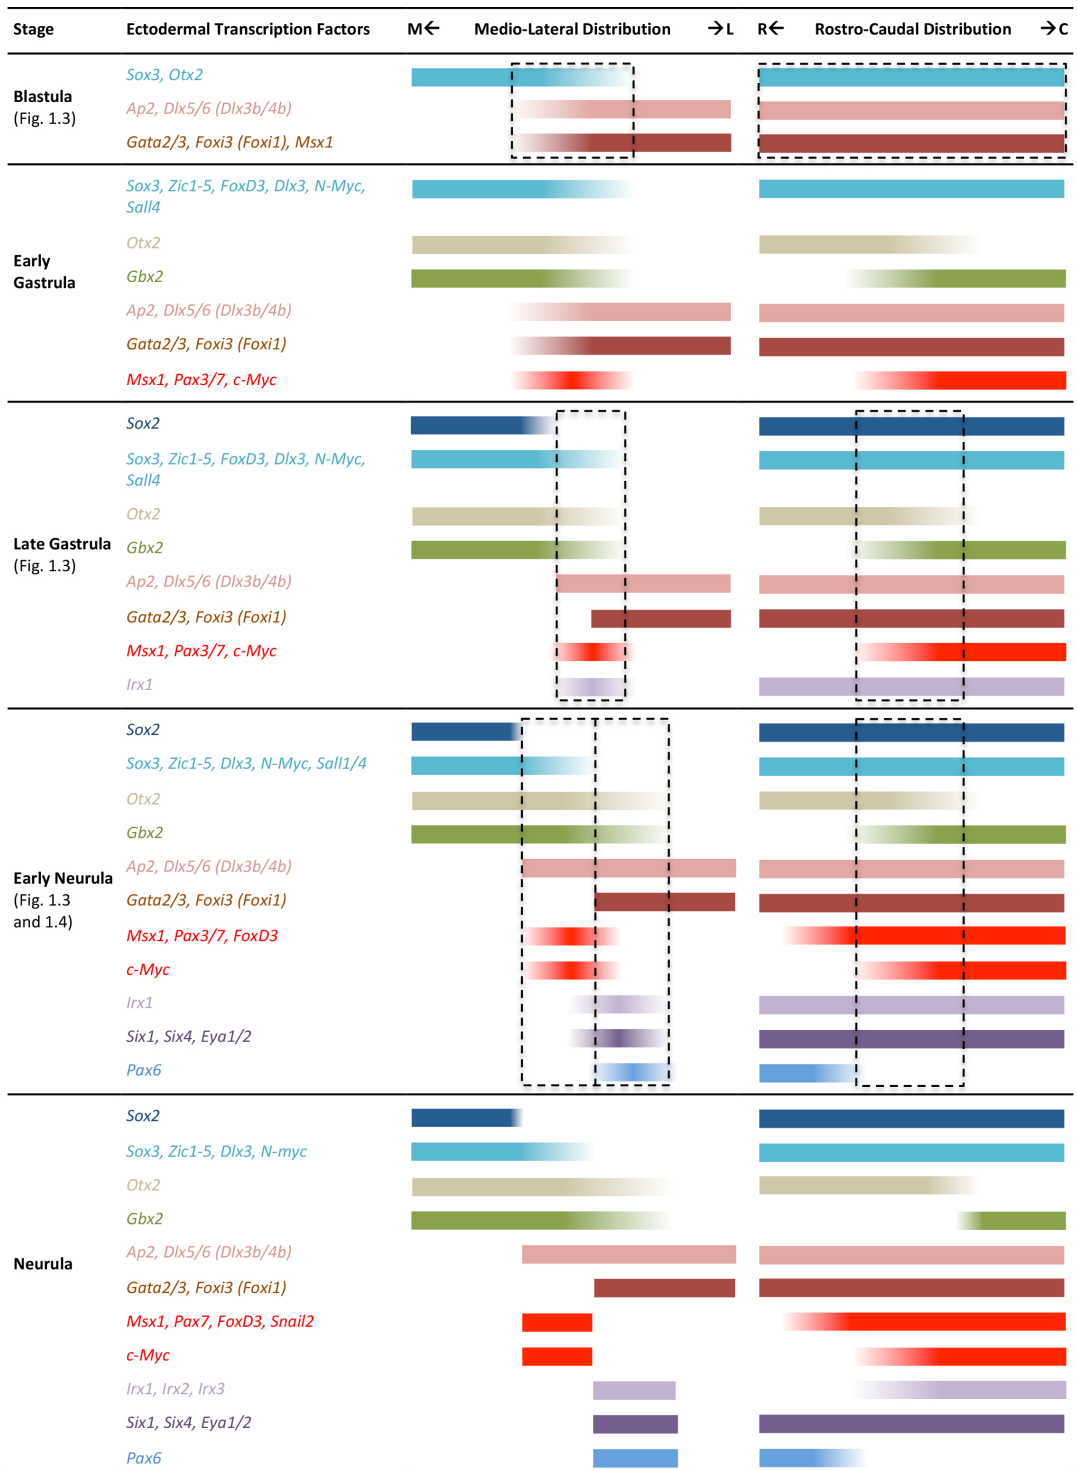 Stage Ectodermal Transcription Factors M← Medio-Lateral Distribution →L R← Rostro-Caudal Distribution →C
Blastula
(Fig. 1.3)
Sox3, Otx2
Ap2, Dlx5/6 (Dlx3b/4b)
Gata2/3, Foxi3 (Foxi1), Msx1
Early
Gastrula
Sox3, Zic1-5, FoxD3, Dlx3, N-Myc,
Sall4
Otx2
Gbx2
Ap2, Dlx5/6 (Dlx3b/4b)
Gata2/3, Foxi3 (Foxi1)
Msx1, Pax3/7, c-Myc
Late Gastrula
(Fig. 1.3)
Sox2
Sox3, Zic1-5, FoxD3, Dlx3, N-Myc,
Sall4
Otx2
Gbx2
Ap2, Dlx5/6 (Dlx3b/4b)
Gata2/3, Foxi3 (Foxi1)
Msx1, Pax3/7, c-Myc
Irx1
Early Neurula
(Fig. 1.3
and 1.4)
Sox2
Sox3, Zic1-5, Dlx3, N-Myc, Sall1/4
Otx2
Gbx2
Ap2, Dlx5/6 (Dlx3b/4b)
Gata2/3, Foxi3 (Foxi1)
Msx1, Pax3/7, FoxD3
c-Myc
Irx1
Six1, Six4, Eya1/2
Pax6
Neurula
Sox2
Sox3, Zic1-5, Dlx3, N-myc
Otx2
Gbx2
Ap2, Dlx5/6 (Dlx3b/4b)
Gata2/3, Foxi3 (Foxi1)
Msx1, Pax7, FoxD3, Snail2
c-Myc
Irx1, Irx2, Irx3
Six1, Six4, Eya1/2
Pax6